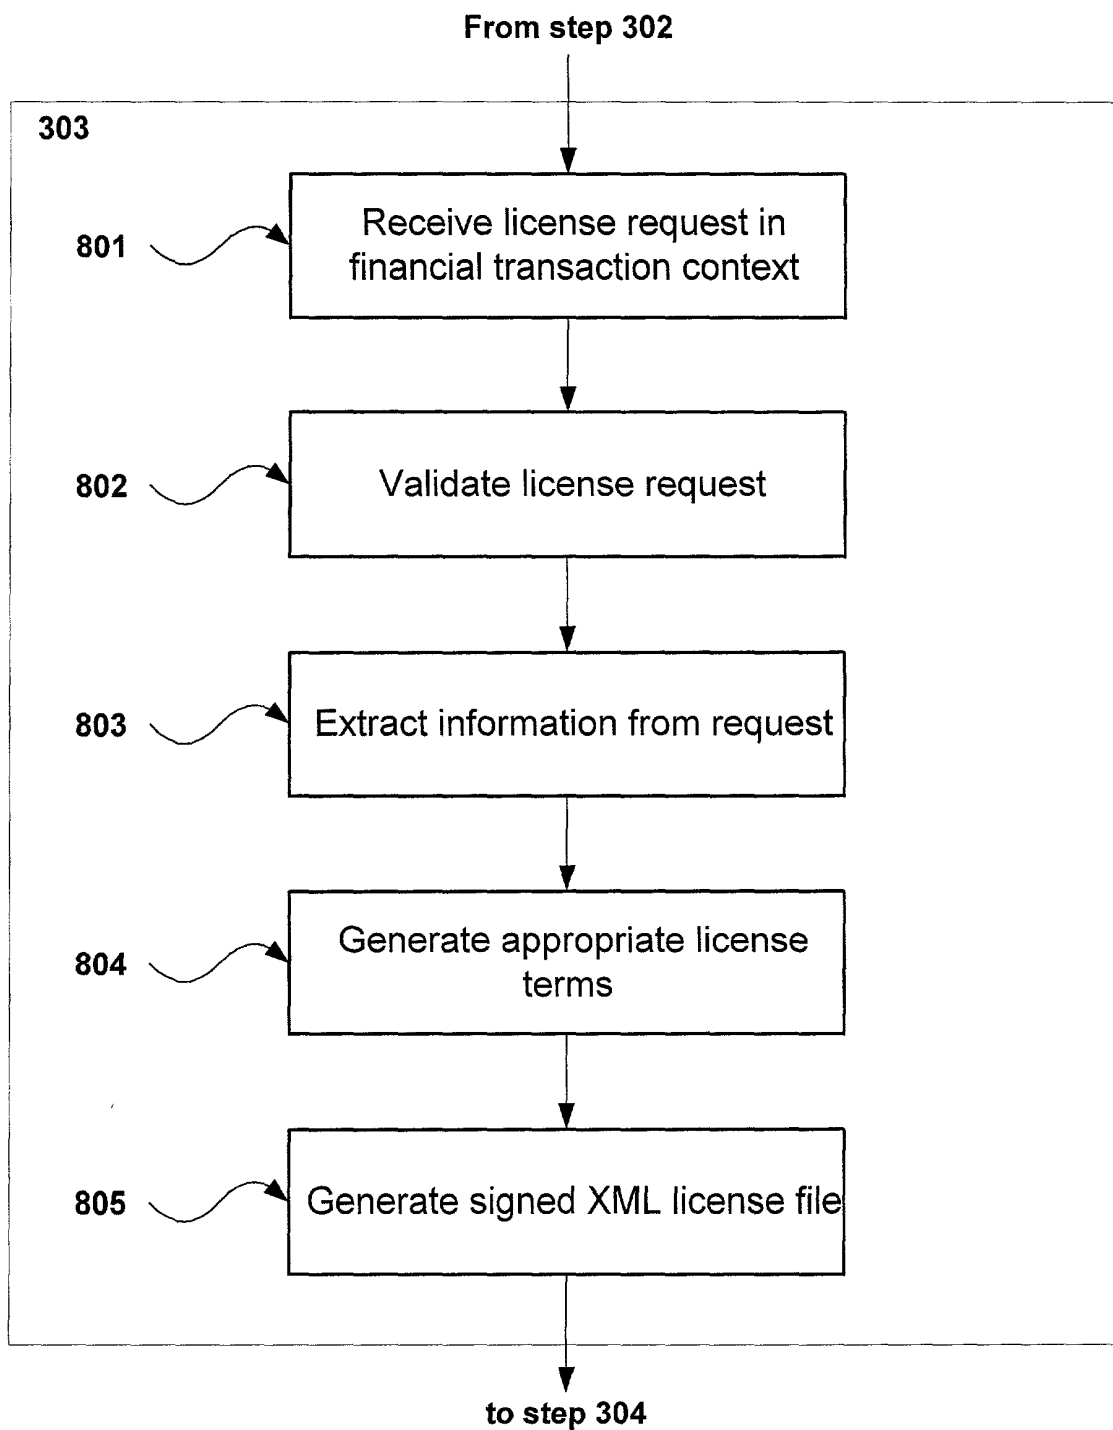 From step 302
303
801
Receive license request in
financial transaction context
802
Validate license request
803
Extract information from request
804
Generate appropriate license
terms
805
Generate signed XML license file
to step 304